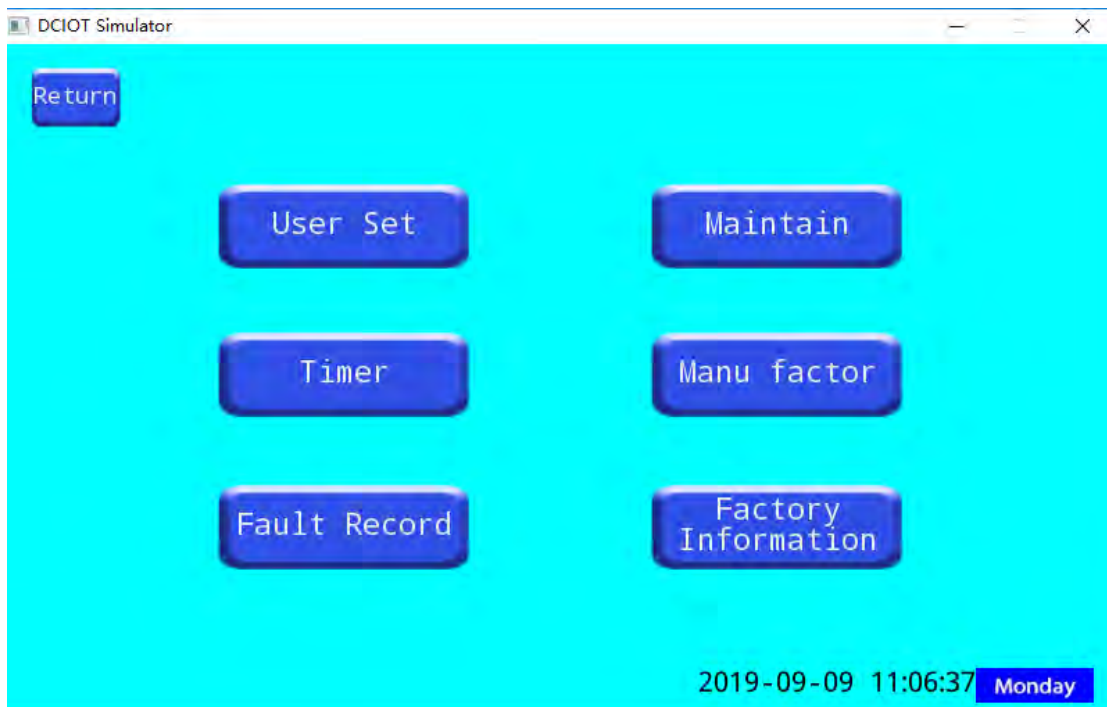 DCIOT Simulator
Return
User Set
Maintain
Timer
Manu factor
Fault Record
Factory
Information
2019-09-09 11:06:37 Monday